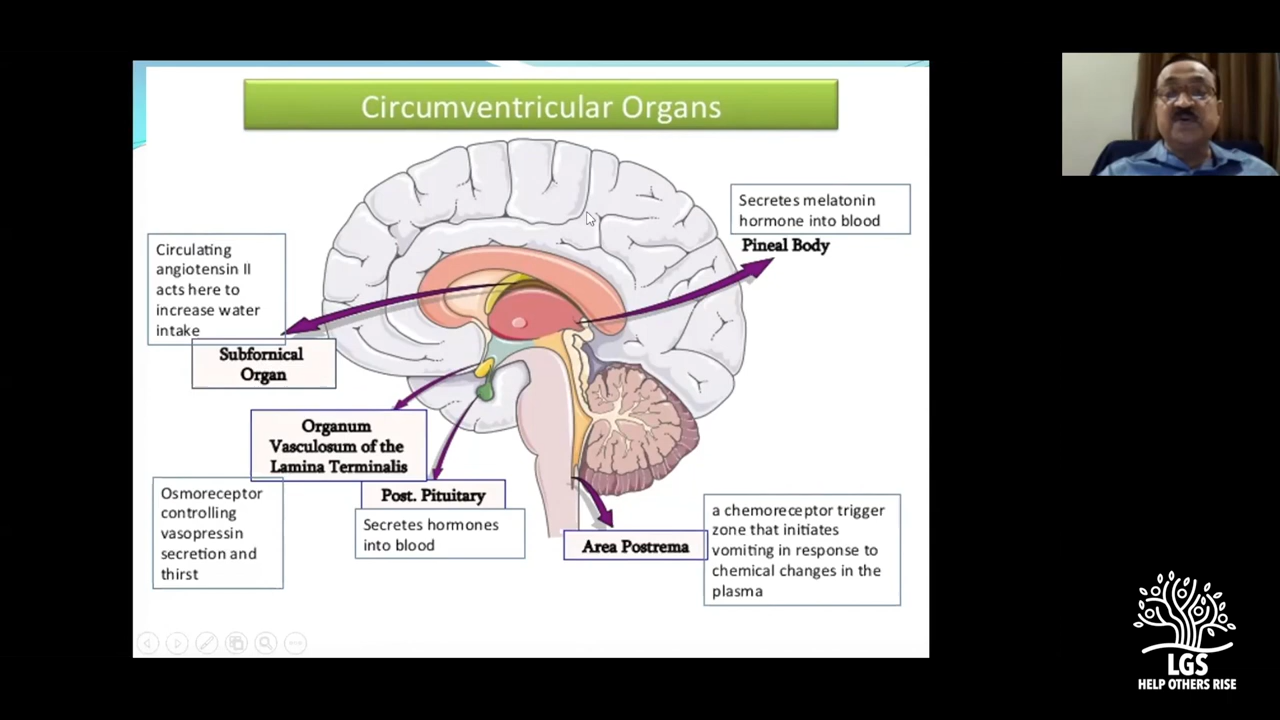 Circumventricular Organs
Secretes melatonin
hormone into blood
Pineal Body
Circulating
angiotensin II
acts here to
increase water
intake
Subfornical
Organ
Organum
Vasculosum of the
Lamina Terminalis
Osmoreceptor
controlling
vasopressin
secretion and
thirst
Post. Pituitary
Secretes hormones
into blood
Area Postrema
a chemoreceptor trigger
zone that initiates
vomiting in response to
chemical changes in the
plasma
LGS
HELP OTHERS RISE